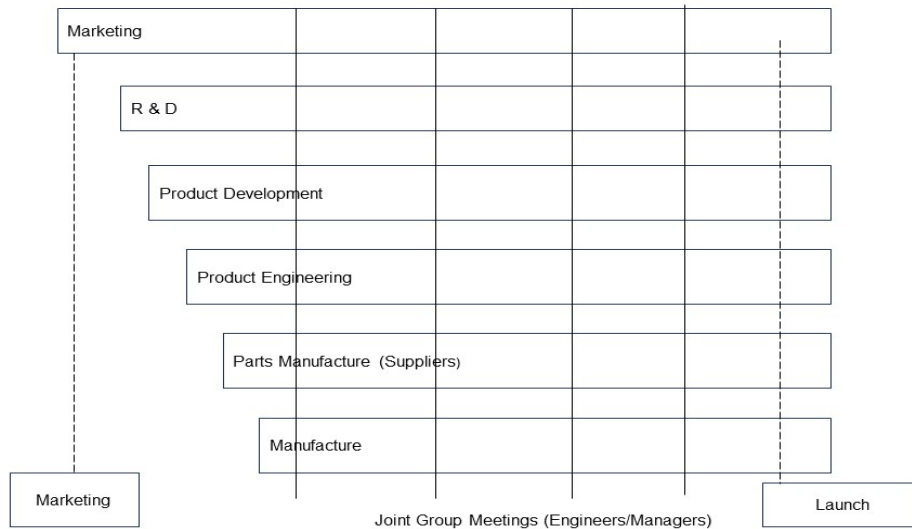 Marketing
R & D
Product Development
Product Engineering
Parts Manufacture (Suppliers)
Manufacture
Marketing
Launch
Joint Group Meetings (Engineers/Managers)